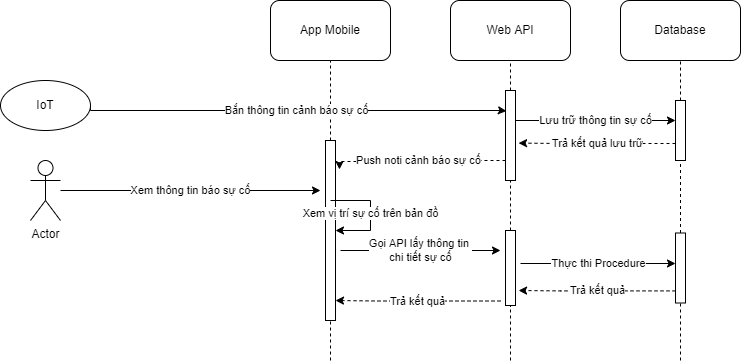 App Mobile
Web API
Database
IoT
Bắn thông tin cảnh báo sự cố
Lưu trữ thông tin sự cố
Trả kết quả lưu trữ
Push noti cảnh báo sự cố
Xem thông tin báo sự cố
Actor
Xem vị trí sự cố trên bản đồ
Gọi API lấy thông tin
chi tiết sự cố
Thực thi Procedure
Trả kết quả
Trả kết quả